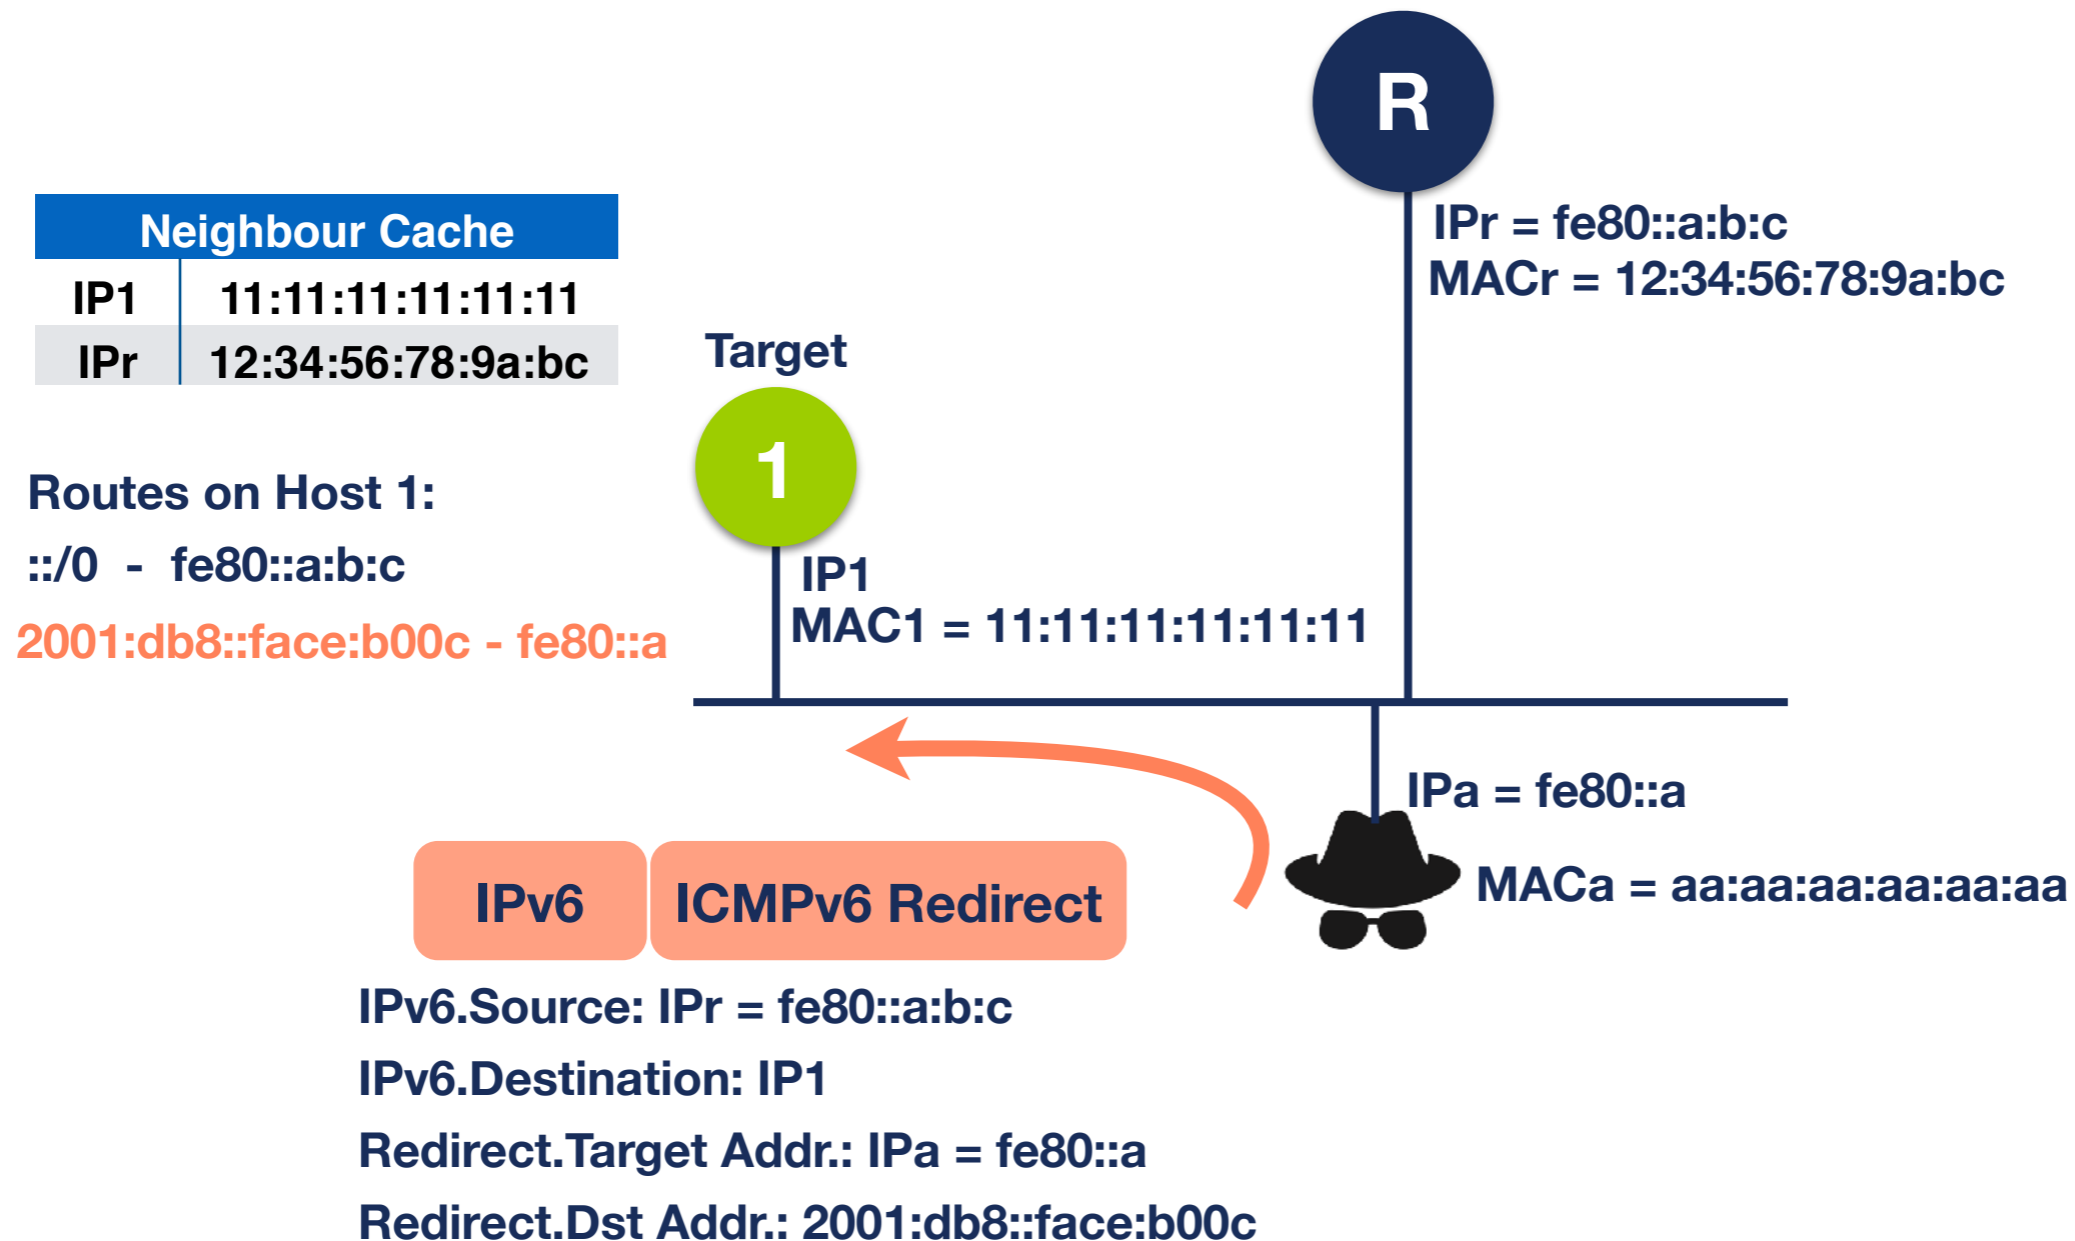 R
IPr = fe80::a:b:c
MACr = 12:34:56:78:9a:bc
Neighbour Cache
IP1 11:11:11:11:11:11
IPr 12:34:56:78:9a:bc
Target
1
IP1
MAC1 = 11:11:11:11:11:11
Routes on Host 1:
::/0 - fe80::a:b:c
2001:db8::face:b00c - fe80::a
IPa = fe80::a
MACa = aa:aa:aa:aa:aa:aa
IPv6 ICMPv6 Redirect
IPv6.Source: IPr = fe80::a:b:c
IPv6.Destination: IP1
Redirect.Target Addr.: IPa = fe80::a
Redirect.Dst Addr.: 2001:db8::face:b00c